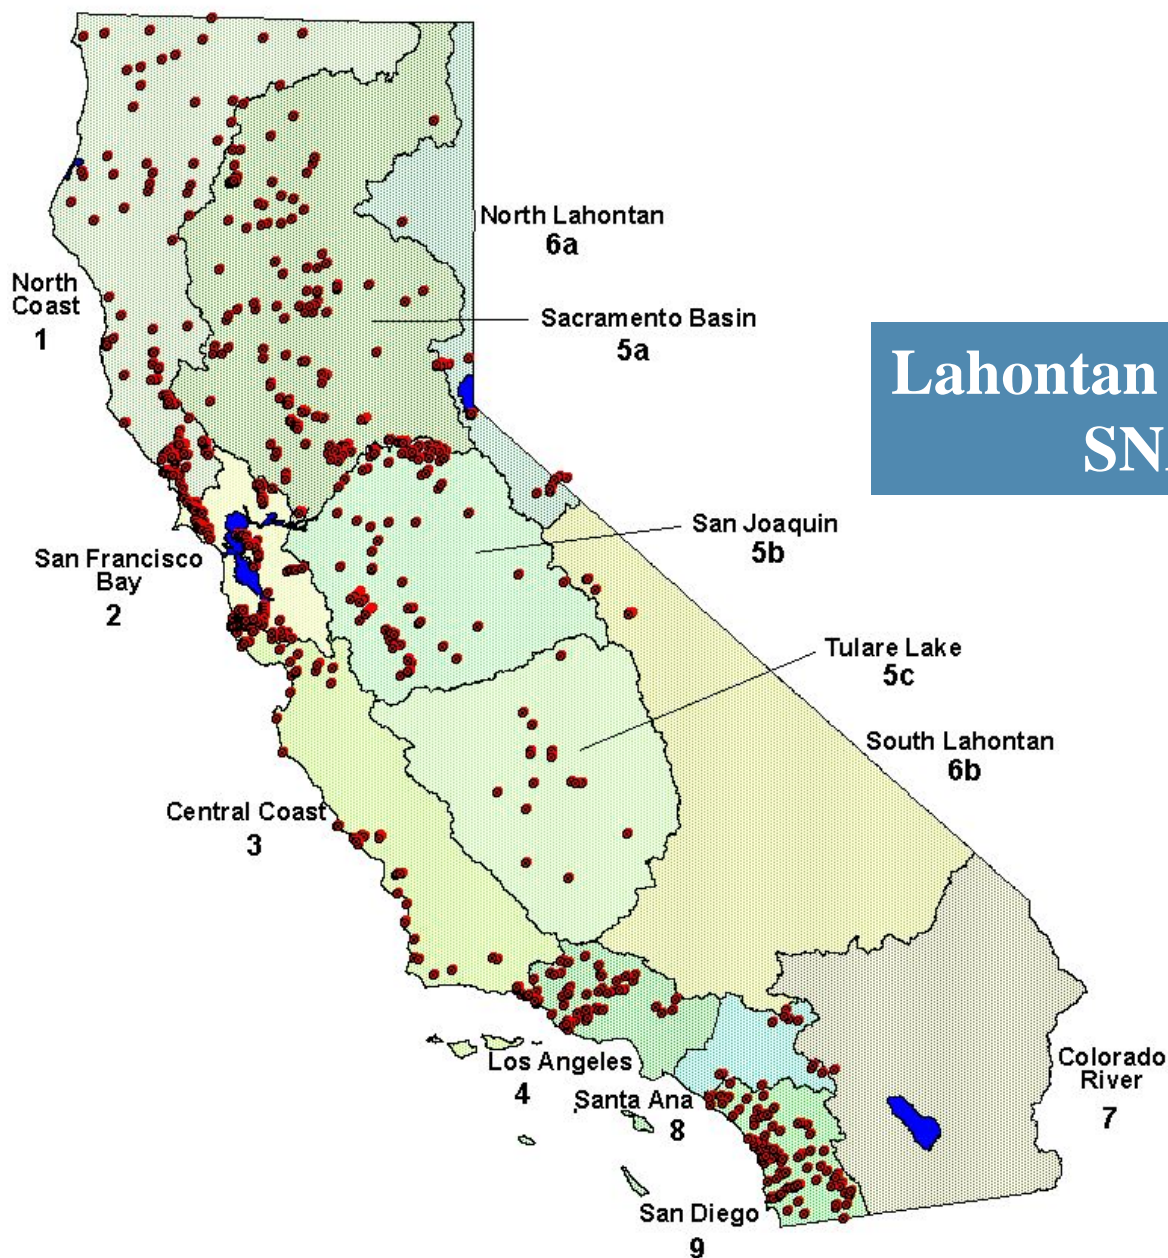 North Lahontan
6a
North
Coast
1
Sacramento Basin
5a
Lahontan
San Joaquin
5b
San Francisco
Bay
2
Tulare Lake
5c
South Lahontan
6b
Central Coast
3
Los Angeles
4
Santa Ana
8
Colorado
River
7
San Diego
9